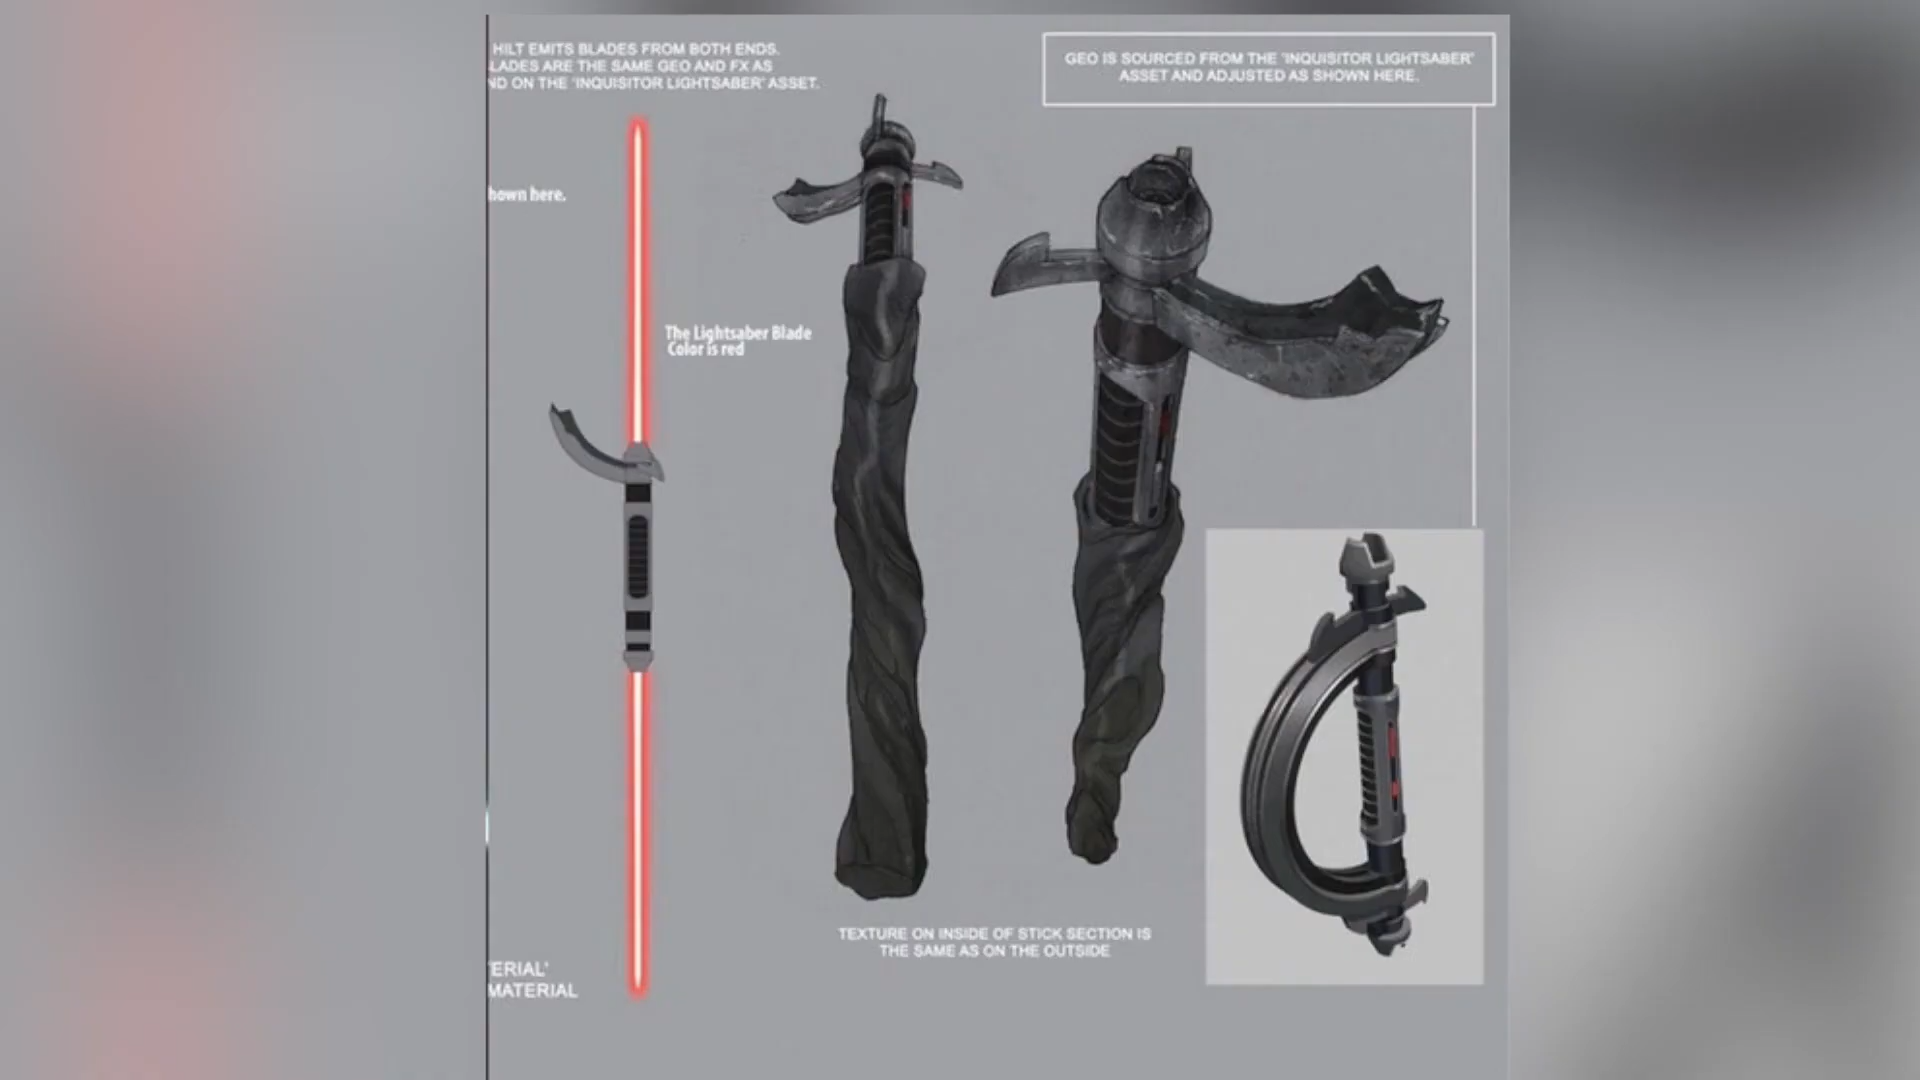 HILT EMITS BLADES FROM BOTH ENDS.
LADES ARE THE SAME GEO AND FX AS
ND ON THE 'INQUISITOR LIGHTSABER' ASSET.
GEO IS SOURCED FROM THE 'INQUISITOR LIGHTSABER'
ASSET AND ADJUSTED AS SHOWN HERE.
hown here.
The Lightsaber Blade
Color is red
TEXTURE ON INSIDE OF STICK SECTION IS
THE SAME AS ON THE OUTSIDE
ERIAL'
MATERIAL